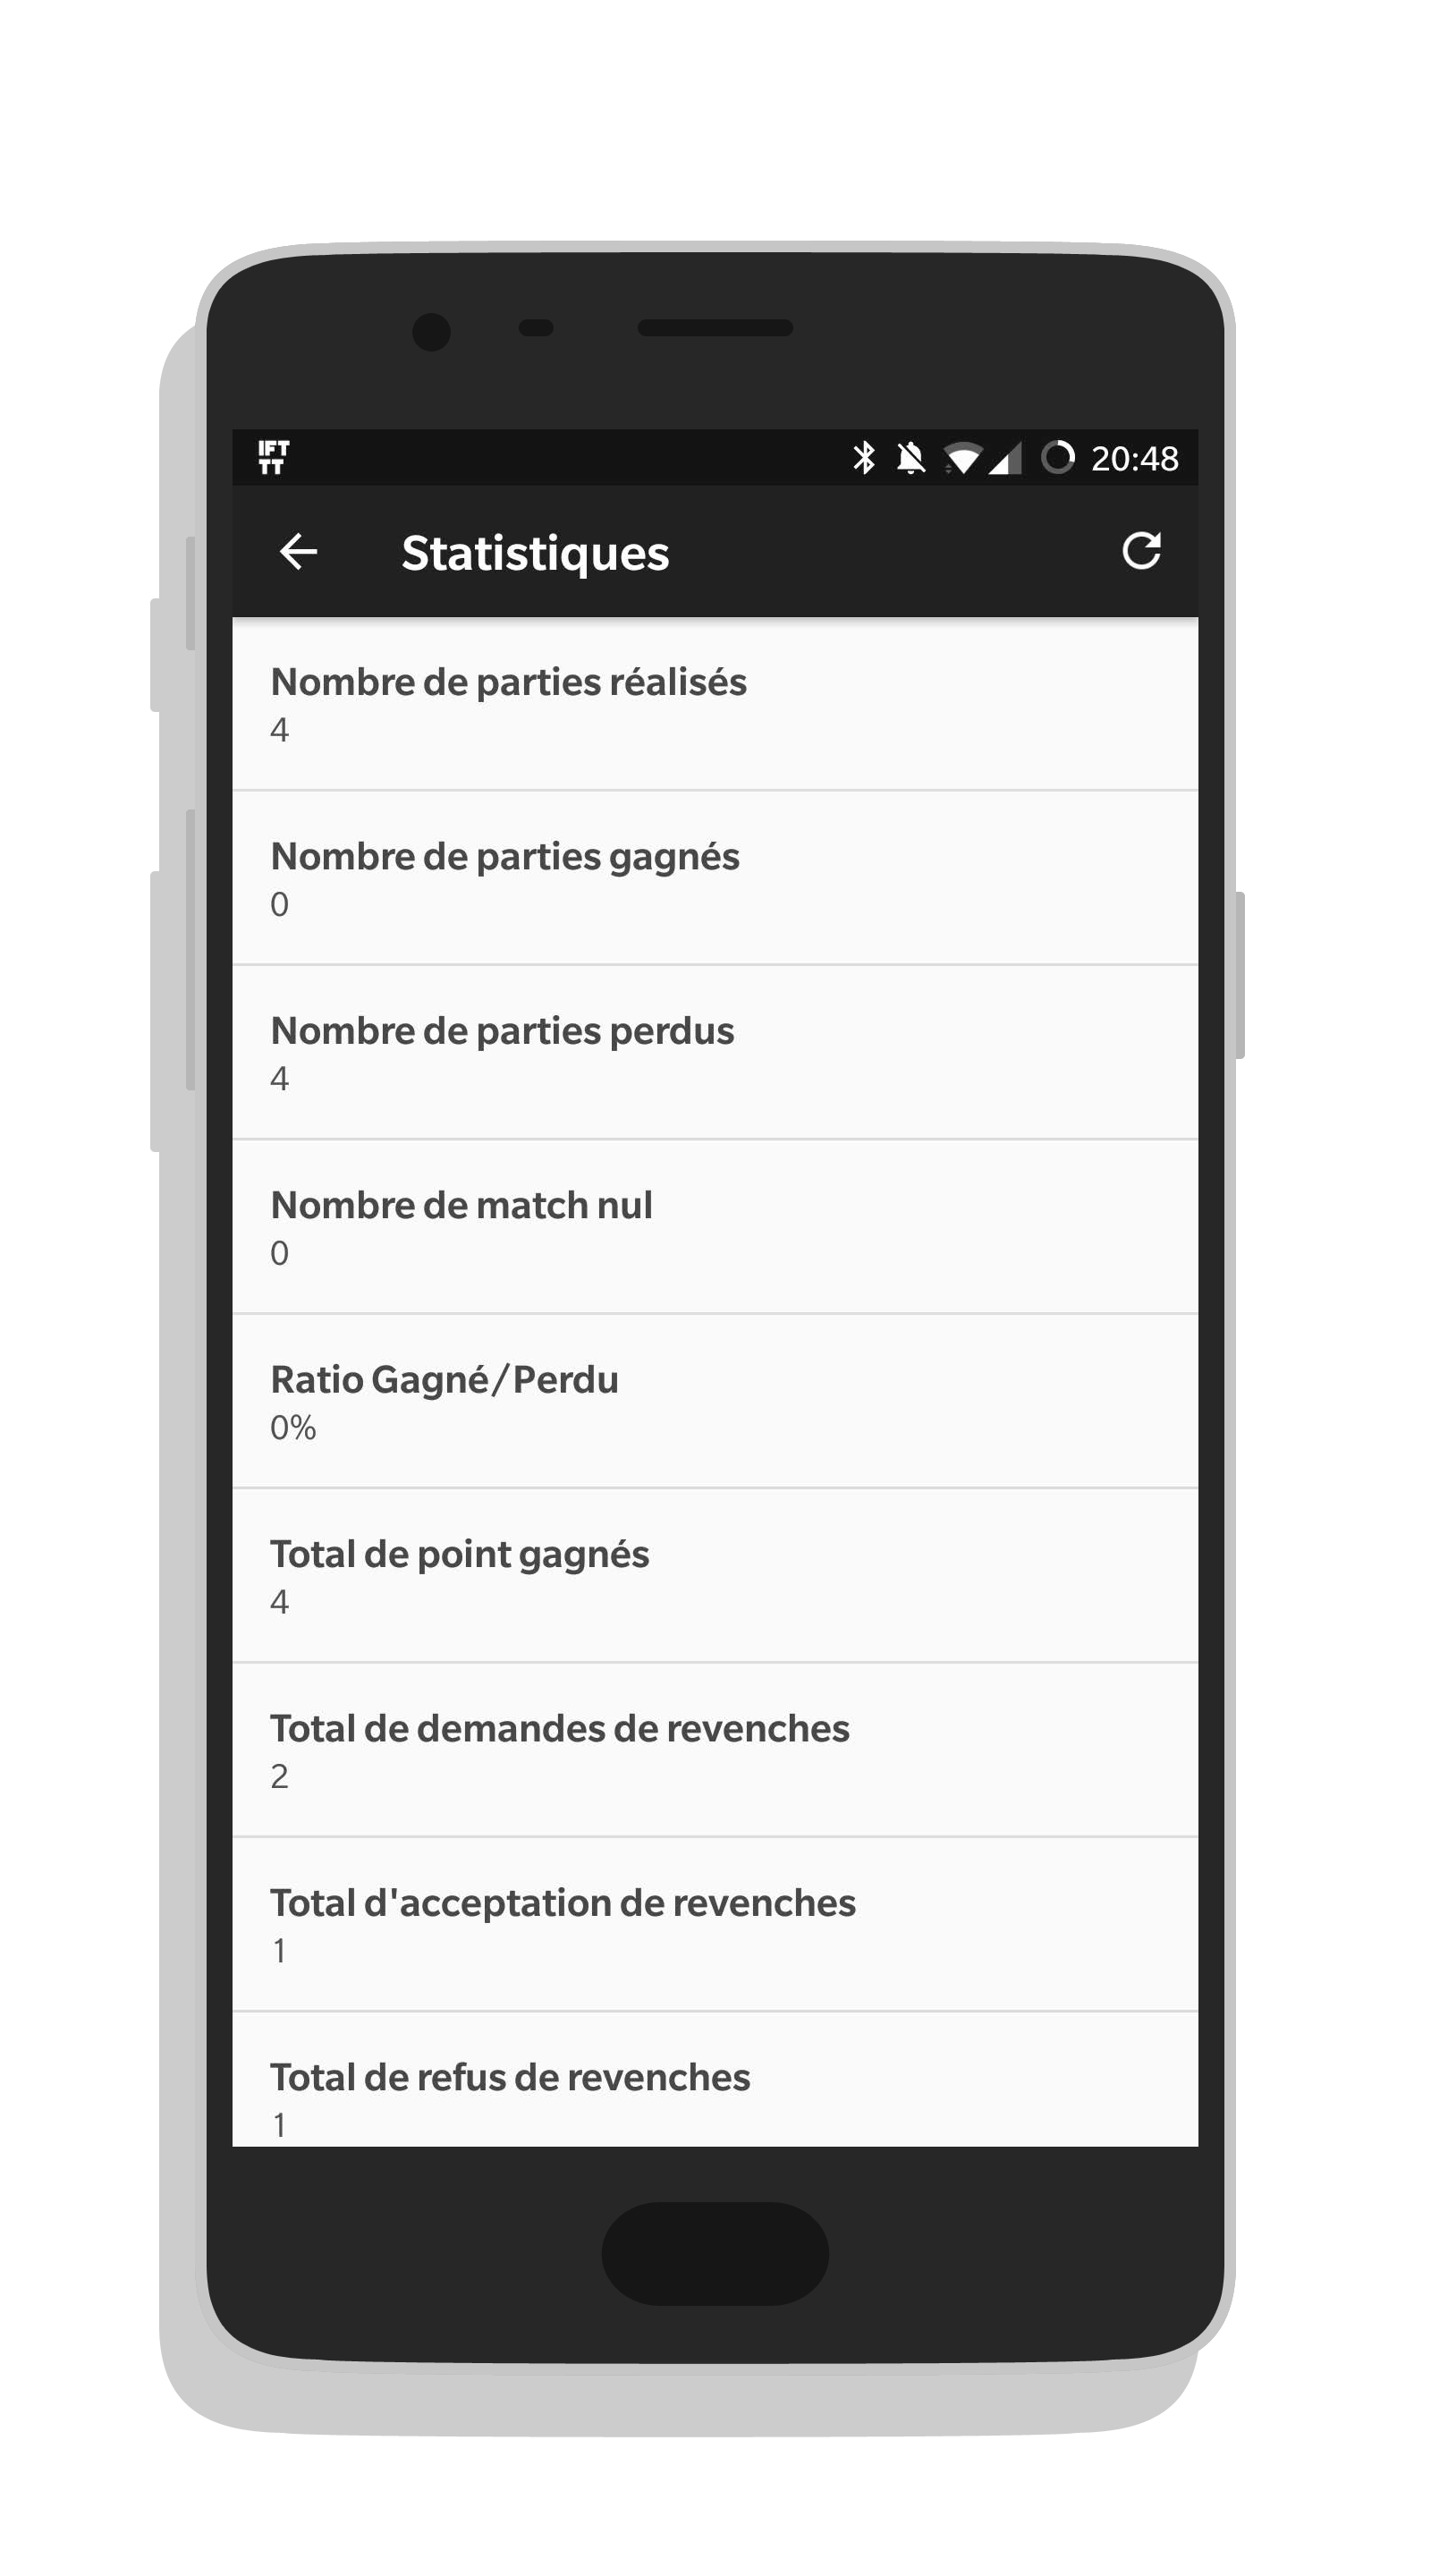 IFT
TT
20:48
Statistiques
Nombre de parties réalisés
4
Nombre de parties gagnés
0
Nombre de parties perdus
4
Nombre de match nul
0
Ratio Gagné/Perdu
0%
Total de point gagnés
4
Total de demandes de revenches
2
Total d'acceptation de revenches
1
Total de refus de revenches
1